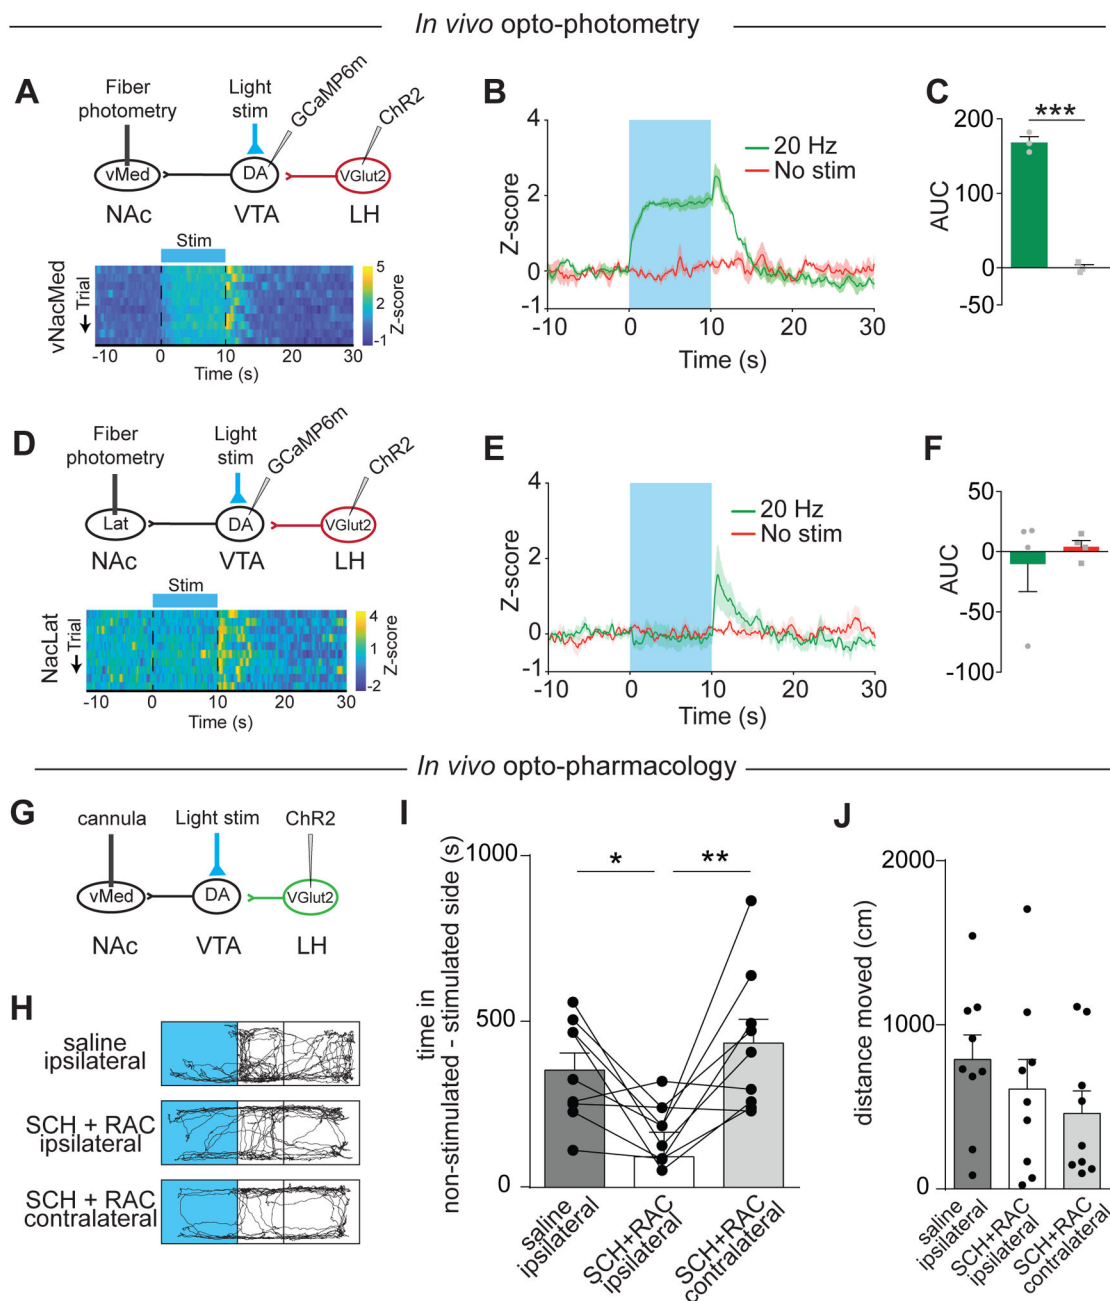 In vivo opto-photometry
A
Fiber
photometry
Light
stim
GCaMP6m
ChR2
vMed
DA
VGlut2
NAc
VTA
LH
Stim
vNacMed
Trial
-10
0
10
20
30
Time (s)
5
2
-1
Z-score
B
4
2
0
-1
Z-score
20 Hz
No stim
-10
0
10
20
30
Time (s)
C
***
200
100
0
-50
AUC
D
Fiber
photometry
Light
stim
GCaMP6m
ChR2
Lat
DA
VGlut2
NAc
VTA
LH
Stim
NacLat
Trial
-10
0
10
20
30
Time (s)
4
1
-2
Z-score
E
4
2
0
-1
Z-score
20 Hz
No stim
-10
0
10
20
30
Time (s)
F
50
0
-50
-100
AUC
In vivo opto-pharmacology
G
cannula
Light stim
ChR2
vMed
DA
VGlut2
NAc
VTA
LH
H
saline
ipsilateral
SCH + RAC
ipsilateral
SCH + RAC
contralateral
I
time in
non-stimulated - stimulated side (s)
1000
500
0
*
**
saline
ipsilateral
SCH+RAC
ipsilateral
SCH+RAC
contralateral
J
distance moved (cm)
2000
1000
0
saline
ipsilateral
SCH+RAC
ipsilateral
SCH+RAC
contralateral